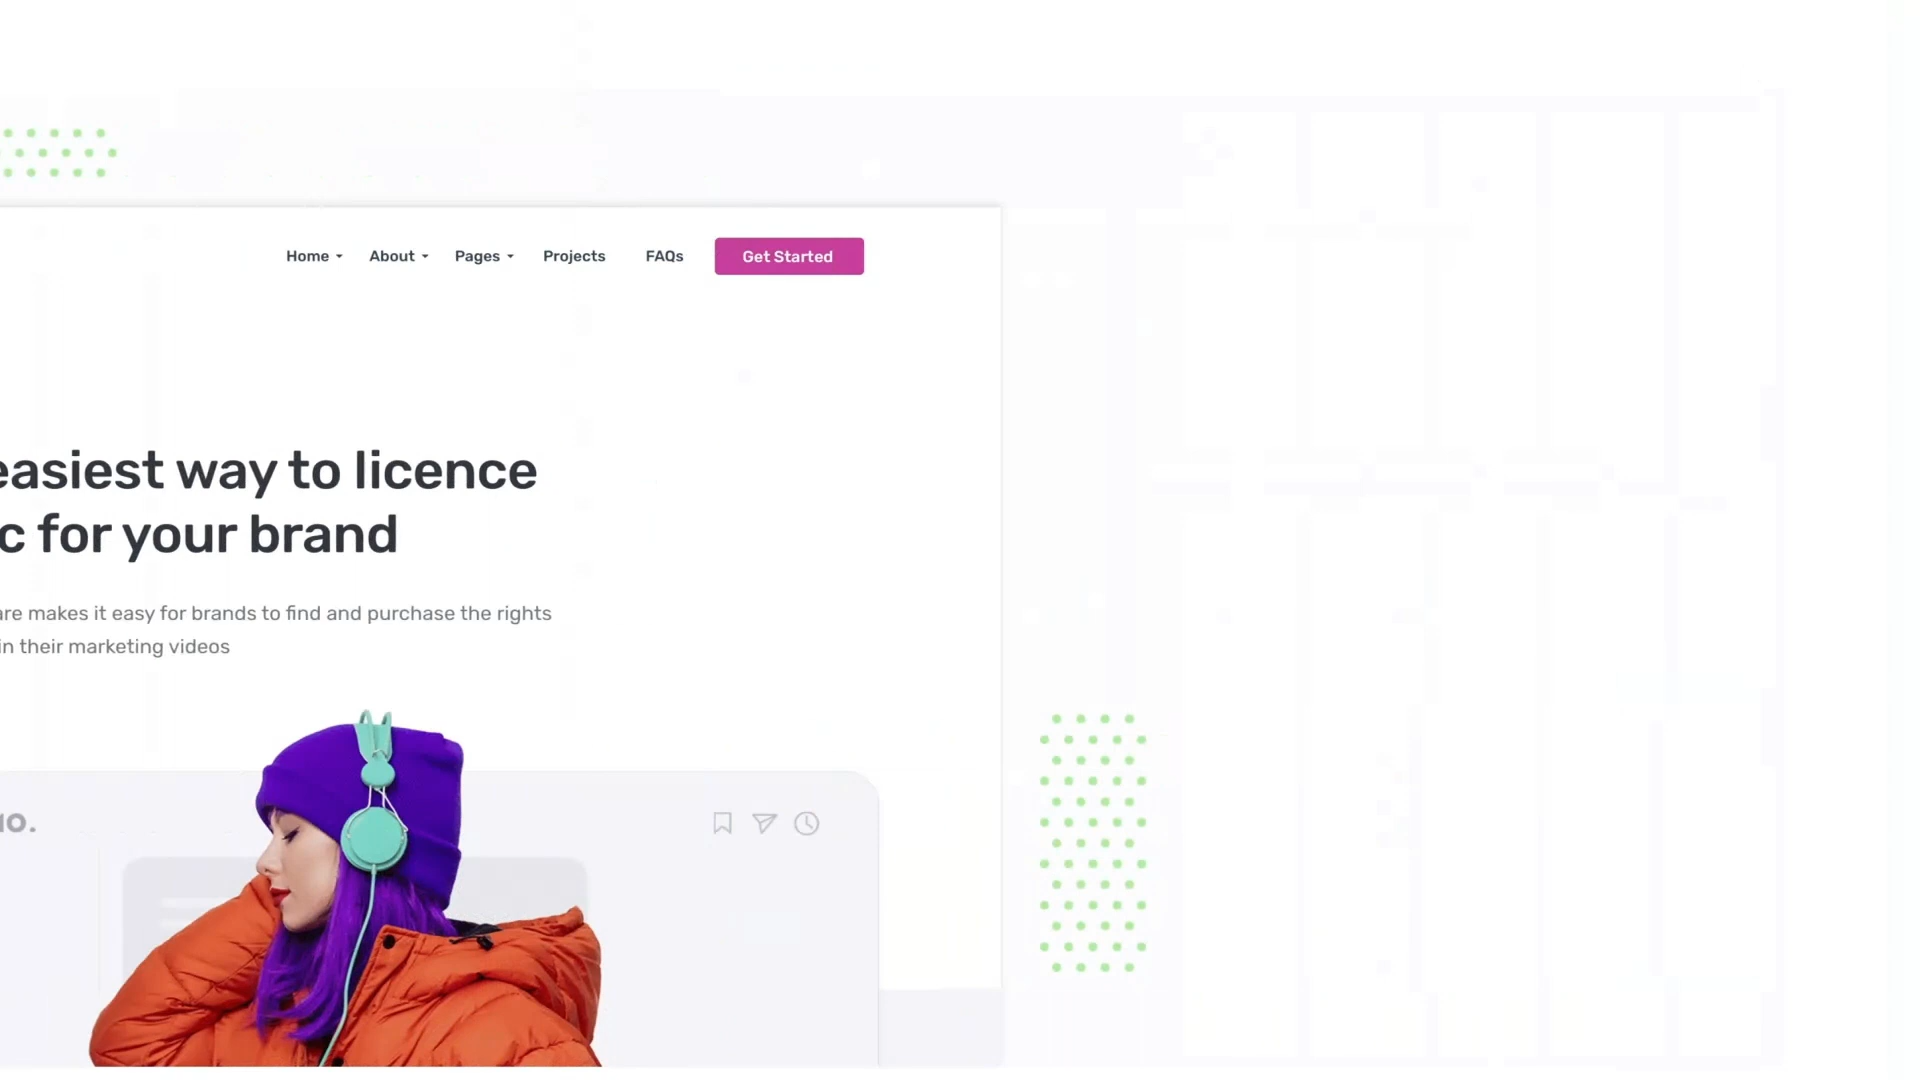 Home
About
Pages
Projects
FAQs
Get Started
easiest way to licence
c for your brand
are makes it easy for brands to find and purchase the rights
in their marketing videos